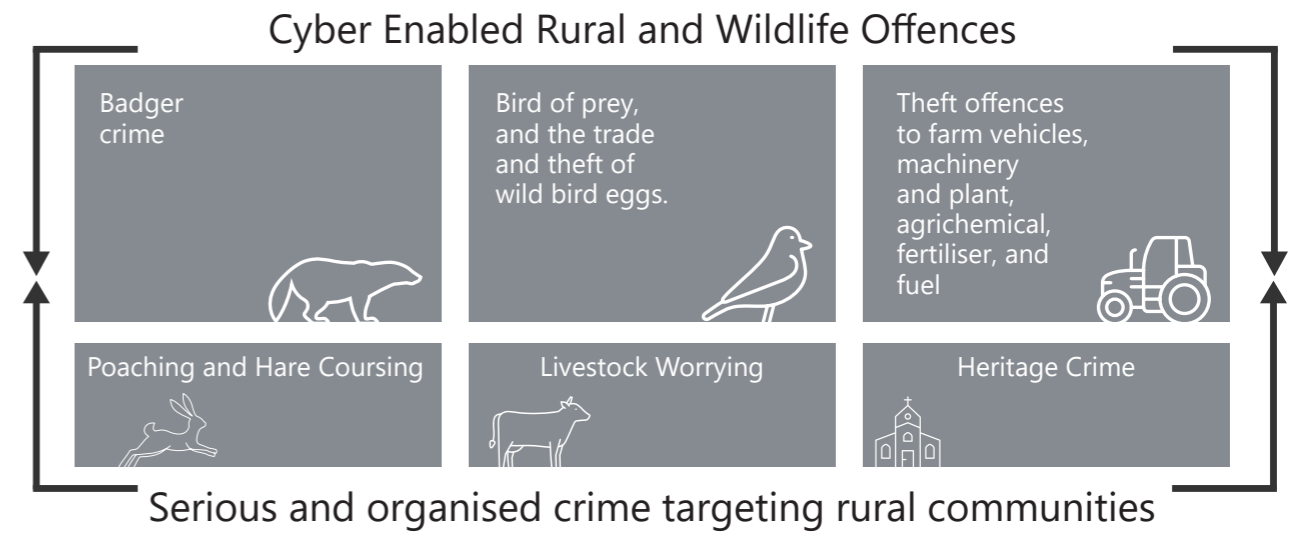 Cyber Enabled Rural and Wildlife Offences
Badger
crime
Bird of prey,
and the trade
and theft of
wild bird eggs.
Theft offences
to farm vehicles,
machinery
and plant,
agrichemical,
fertiliser, and
fuel
Poaching and Hare Coursing
Livestock Worrying
Heritage Crime
Serious and organised crime targeting rural communities